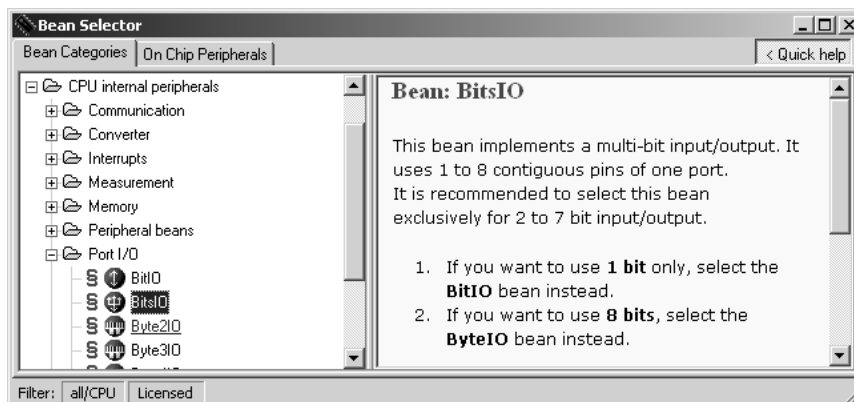 Bean Selector
Bean Categories
On Chip Peripherals
< Quick help
CPU internal peripherals
Communication
Converter
Interrupts
Measurement
Memory
Peripheral beans
Port I/O
BitIO
BitsIO
Byte2IO
Byte3IO
Bean: BitsIO
This bean implements a multi-bit input/output. It
uses 1 to 8 contiguous pins of one port.
It is recommended to select this bean
exclusively for 2 to 7 bit input/output.
1. If you want to use 1 bit only, select the
BitIO bean instead.
2. If you want to use 8 bits, select the
ByteIO bean instead.
Filter: all/CPU Licensed